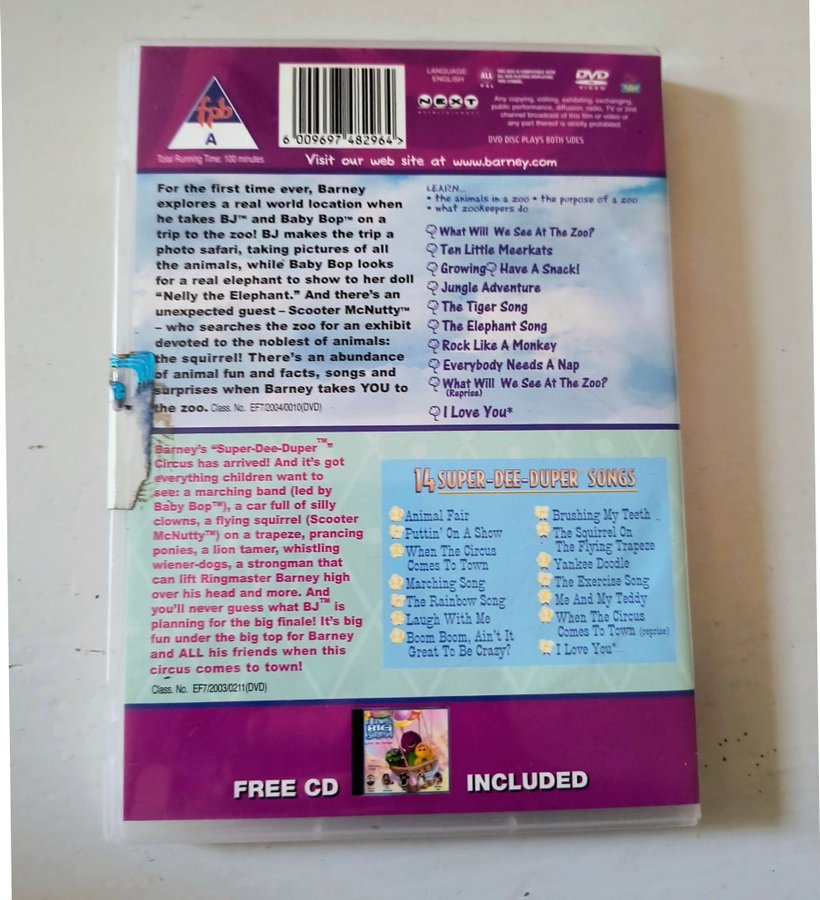 fpb
A
Total Running Time: 100 minutes
6 009697 482964 >
LANGUAGE:
ENGLISH
NEXT
ENTERTAINMENT
ALL
PAL
DVD
VIDEO
Any copying, editing, exhibiting, exchanging,
public performance, diffusion, radio, TV or 2nd
channel broadcast of this film or video or
any part thereof is strictly prohibited.
DVD DISC PLAYS BOTH SIDES
Visit our web site at www.barney.com
For the first time ever, Barney
explores a real world location when
he takes BJ™ and Baby Bop™ on a
trip to the zoo! BJ makes the trip a
photo safari, taking pictures of all
the animals, while Baby Bop looks
for a real elephant to show to her doll
“Nelly the Elephant.” And there’s an
unexpected guest – Scooter McNutty™
– who searches the zoo for an exhibit
devoted to the noblest of animals:
the squirrel! There’s an abundance
of animal fun and facts, songs and
surprises when Barney takes YOU to
the zoo. Class. No. EF7/2004/0010(DVD)
LEARN...
• the animals in a zoo • the purpose of a zoo
• what zookeepers do
What Will We See At The Zoo?
Ten Little Meerkats
Growing Have A Snack!
Jungle Adventure
The Tiger Song
The Elephant Song
Rock Like A Monkey
Everybody Needs A Nap
What Will We See At The Zoo?
(Reprise)
I Love You*
Barney’s “Super-Dee-Duper™”
Circus has arrived! And it’s got
everything children want to
see: a marching band (led by
Baby Bop™), a car full of silly
clowns, a flying squirrel (Scooter
McNutty™) on a trapeze, prancing
ponies, a lion tamer, whistling
wiener-dogs, a strongman that
can lift Ringmaster Barney high
over his head and more. And
you’ll never guess what BJ™ is
planning for the big finale! It’s big
fun under the big top for Barney
and ALL his friends when this
circus comes to town!
Class. No. EF7/2003/0211(DVD)
14 SUPER-DEE-DUPER SONGS
Animal Fair
Puttin’ On A Show
When The Circus
Comes To Town
Marching Song
The Rainbow Song
Laugh With Me
Boom Boom, Ain’t It
Great To Be Crazy?
Brushing My Teeth
The Squirrel On
The Flying Trapeze
Yankee Doodle
The Exercise Song
Me And My Teddy
When The Circus
Comes To Town (reprise)
I Love You*
BIG
FREE CD
INCLUDED